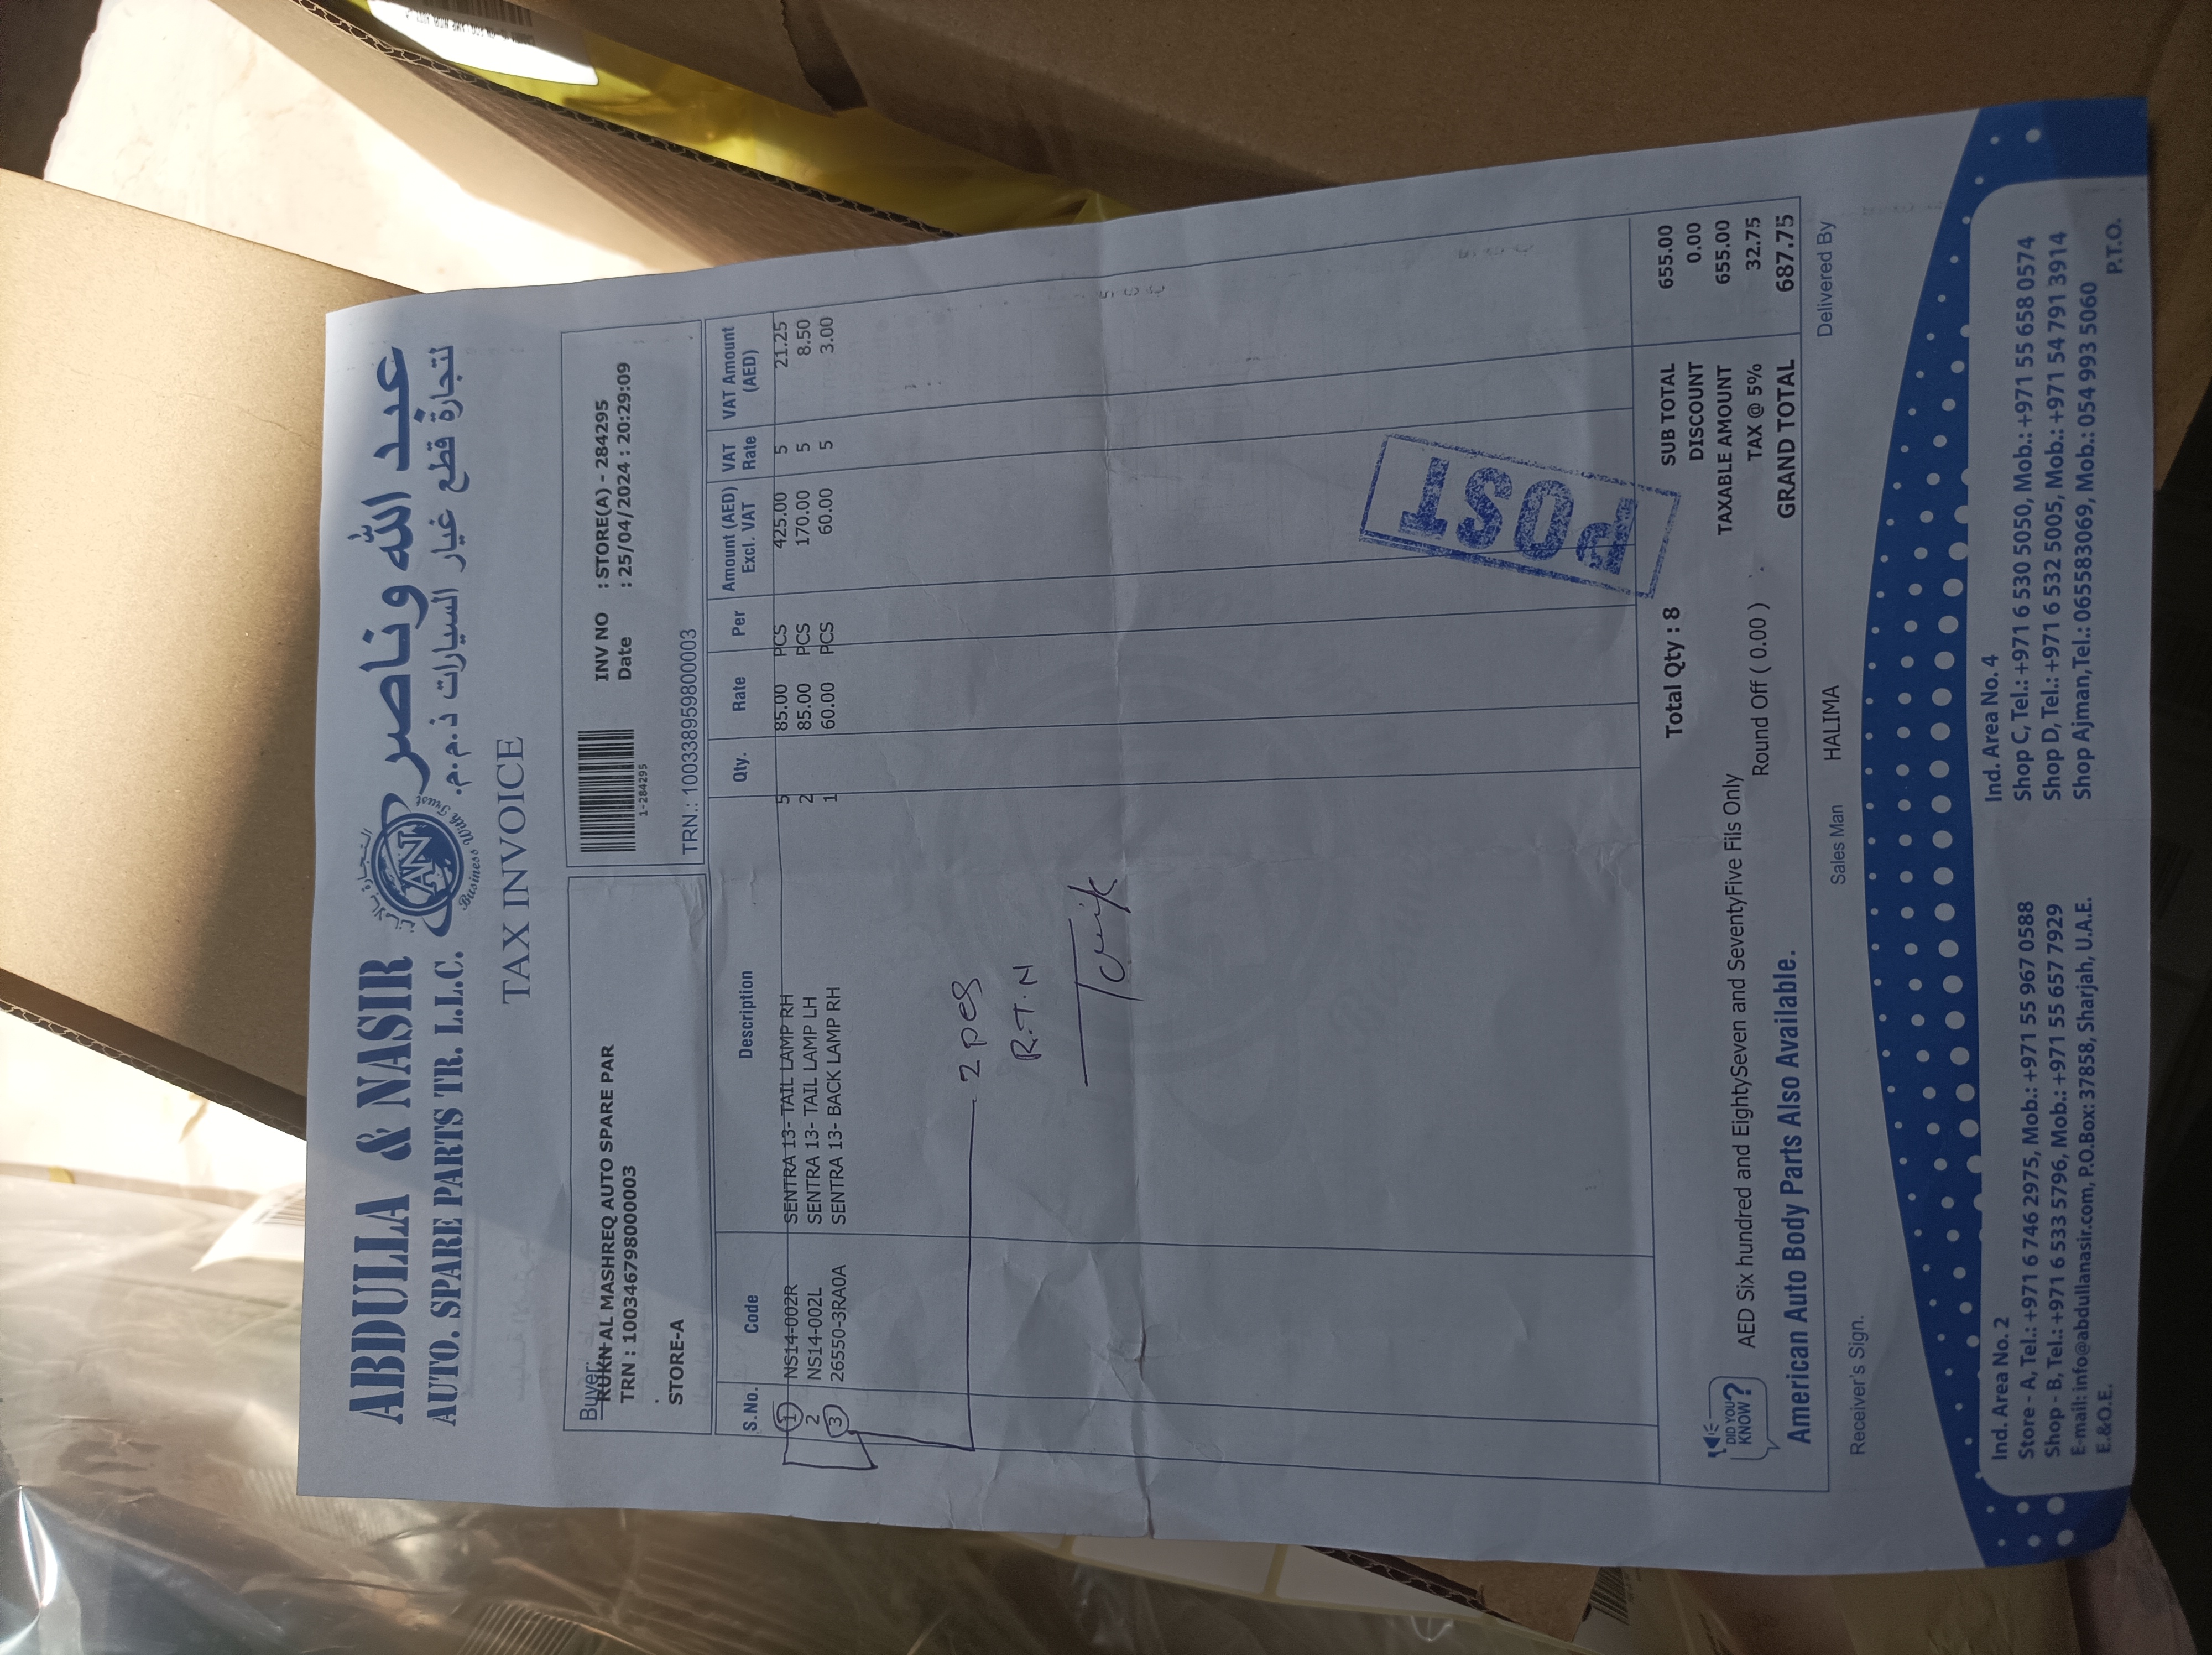 ABDULLA & NASIR
AUTO. SPARE PARTS TR. L.L.C.
AN
Business With Trust
عبد الله وناصر
لتجارة قطع غيار السيارات ذ.م.م.
TAX INVOICE
Buyer:
RUKN AL MASHREQ AUTO SPARE PAR
TRN : 100346798000003
STORE-A
1-284295
INV NO : STORE(A) - 284295
Date : 25/04/2024 : 20:29:09
TRN.: 100338959800003
S.No. Code Description Qty. Rate Per Amount (AED) Excl. VAT VAT Rate VAT Amount (AED)
1 NS14-002R SENTRA 13- TAIL LAMP RH 5 85.00 PCS 425.00 5 21.25
2 NS14-002L SENTRA 13- TAIL LAMP LH 2 85.00 PCS 170.00 5 8.50
3 26550-3RA0A SENTRA 13- BACK LAMP RH 1 60.00 PCS 60.00 5 3.00
2 pcs
R.T.N
POST
Total Qty : 8
SUB TOTAL 655.00
DISCOUNT 0.00
TAXABLE AMOUNT 655.00
TAX @ 5% 32.75
GRAND TOTAL 687.75
DID YOU KNOW?
AED Six hundred and EightySeven and SeventyFive Fils Only
Round Off ( 0.00 )
American Auto Body Parts Also Available.
Receiver's Sign. Sales Man HALIMA Delivered By
Ind. Area No. 2
Store - A, Tel.: +971 6 746 2975, Mob.: +971 55 967 0588
Shop - B, Tel.: +971 6 533 5796, Mob.: +971 55 657 7929
E-mail: info@abdullanasir.com, P.O.Box: 37858, Sharjah, U.A.E.
E.&O.E.
Ind. Area No. 4
Shop C, Tel.: +971 6 530 5050, Mob.: +971 55 658 0574
Shop D, Tel.: +971 6 532 5005, Mob.: +971 54 791 3914
Shop Ajman,Tel.: 065583069, Mob.: 054 993 5060
P.T.O.